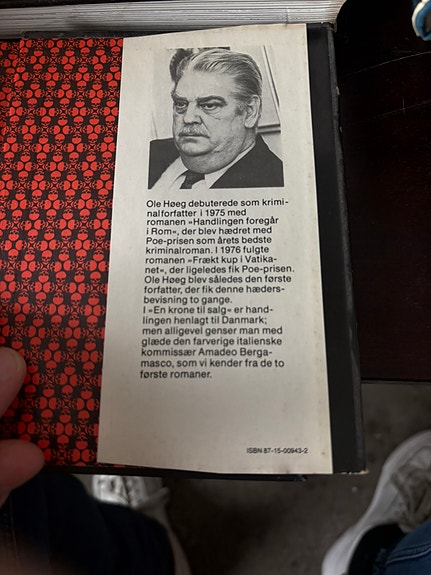 Ole Høeg debuterede som krimi-
nalforfatter i 1975 med
romanen »Handlingen foregår
i Rom«, der blev hædret med
Poe-prisen som årets bedste
kriminalroman. I 1976 fulgte
romanen »Frækt kup i Vatika-
net«, der ligeledes fik Poe-prisen.
Ole Høeg blev således den første
forfatter, der fik denne hæders-
bevisning to gange.
I »En krone til salg« er hand-
lingen henlagt til Danmark;
men alligevel genser man med
glæde den farverige italienske
kommissær Amadeo Berga-
masco, som vi kender fra de to
første romaner.
ISBN 87-15-00943-2